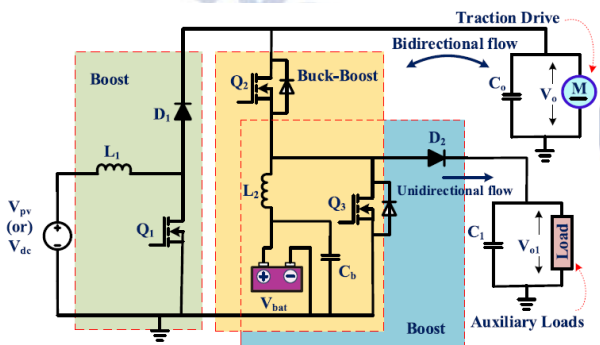 Traction Drive
Bidirectional flow
Boost
Buck-Boost
Q2
Co
Vo
M
D1
D2
L1
L2
Q3
Unidirectional flow
Vpv
(or)
Vdc
Q1
C1
Vo1
Load
Cb
Vbat
Boost
Auxiliary Loads